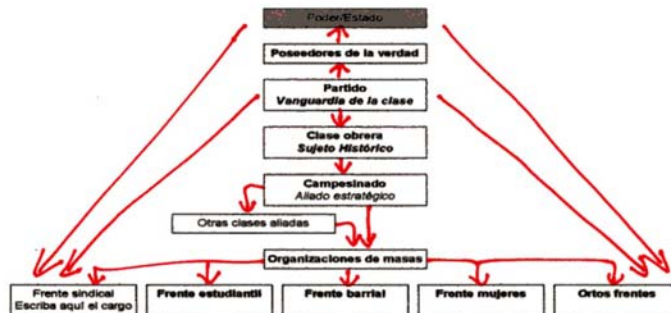 Poder/Estado
Poseedores de la verdad
Partido
Vanguardia de la clase
Clase obrera
Sujeto Histórico
Campesinado
Aliado estratégico
Otras clases aliadas
Organizaciones de masas
Frente sindical
Escriba aquí el cargo
Frente estudiantil
Frente barrial
Frente mujeres
Ortos frentes